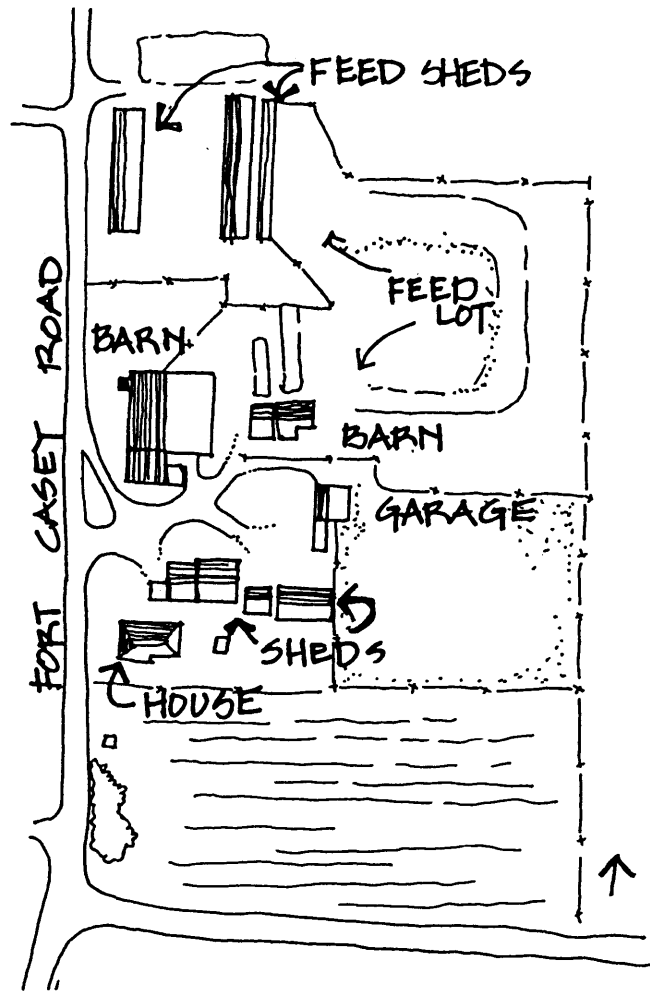 FEED SHEDS
FEED
LOT
BARN
BARN
GARAGE
FORT CASEY ROAD
SHEDS
HOUSE